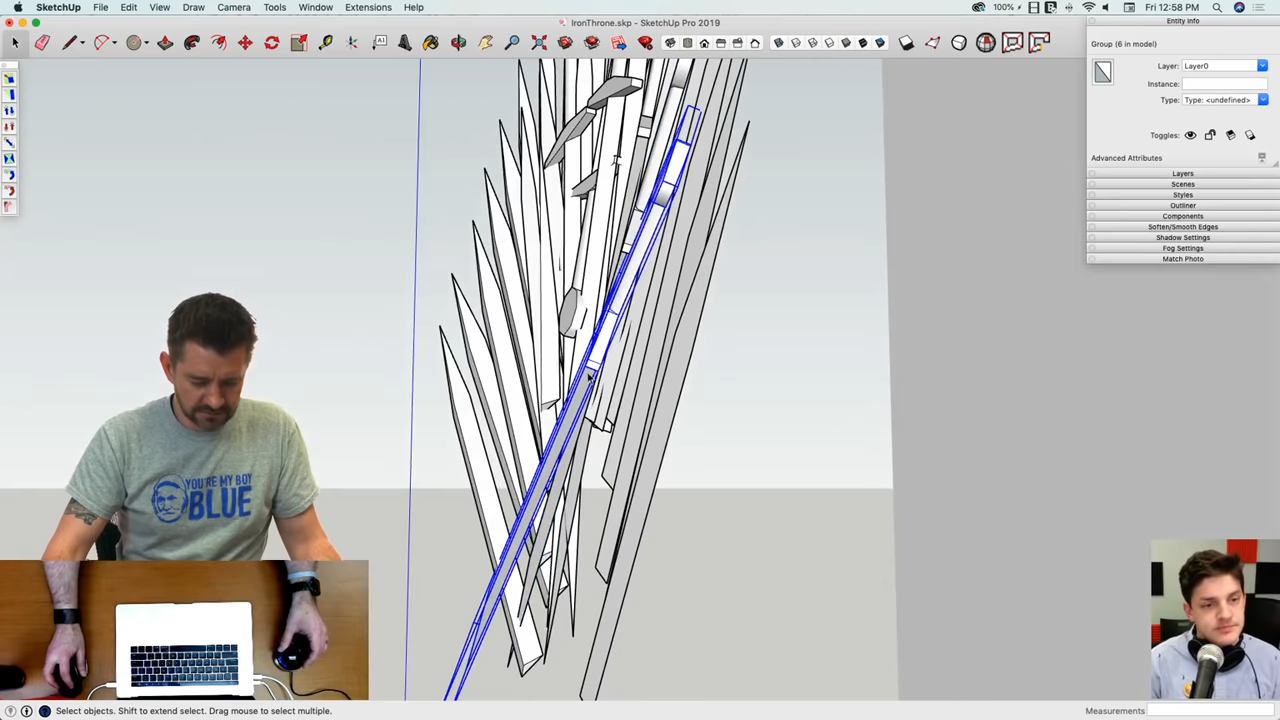 SketchUp File Edit View Draw Camera Tools Window Extensions Help
100% Fri 12:58 PM
IronThrone.skp - SketchUp Pro 2019
Entity Info
Group (6 in model)
Layer: Layer0
Instance:
Type: Type: <undefined>
Toggles:
Advanced Attributes
Layers
Scenes
Styles
Outliner
Components
Soften/Smooth Edges
Shadow Settings
Fog Settings
Match Photo
YOU'RE MY BOY
BLUE
Select objects. Shift to extend select. Drag mouse to select multiple.
Measurements